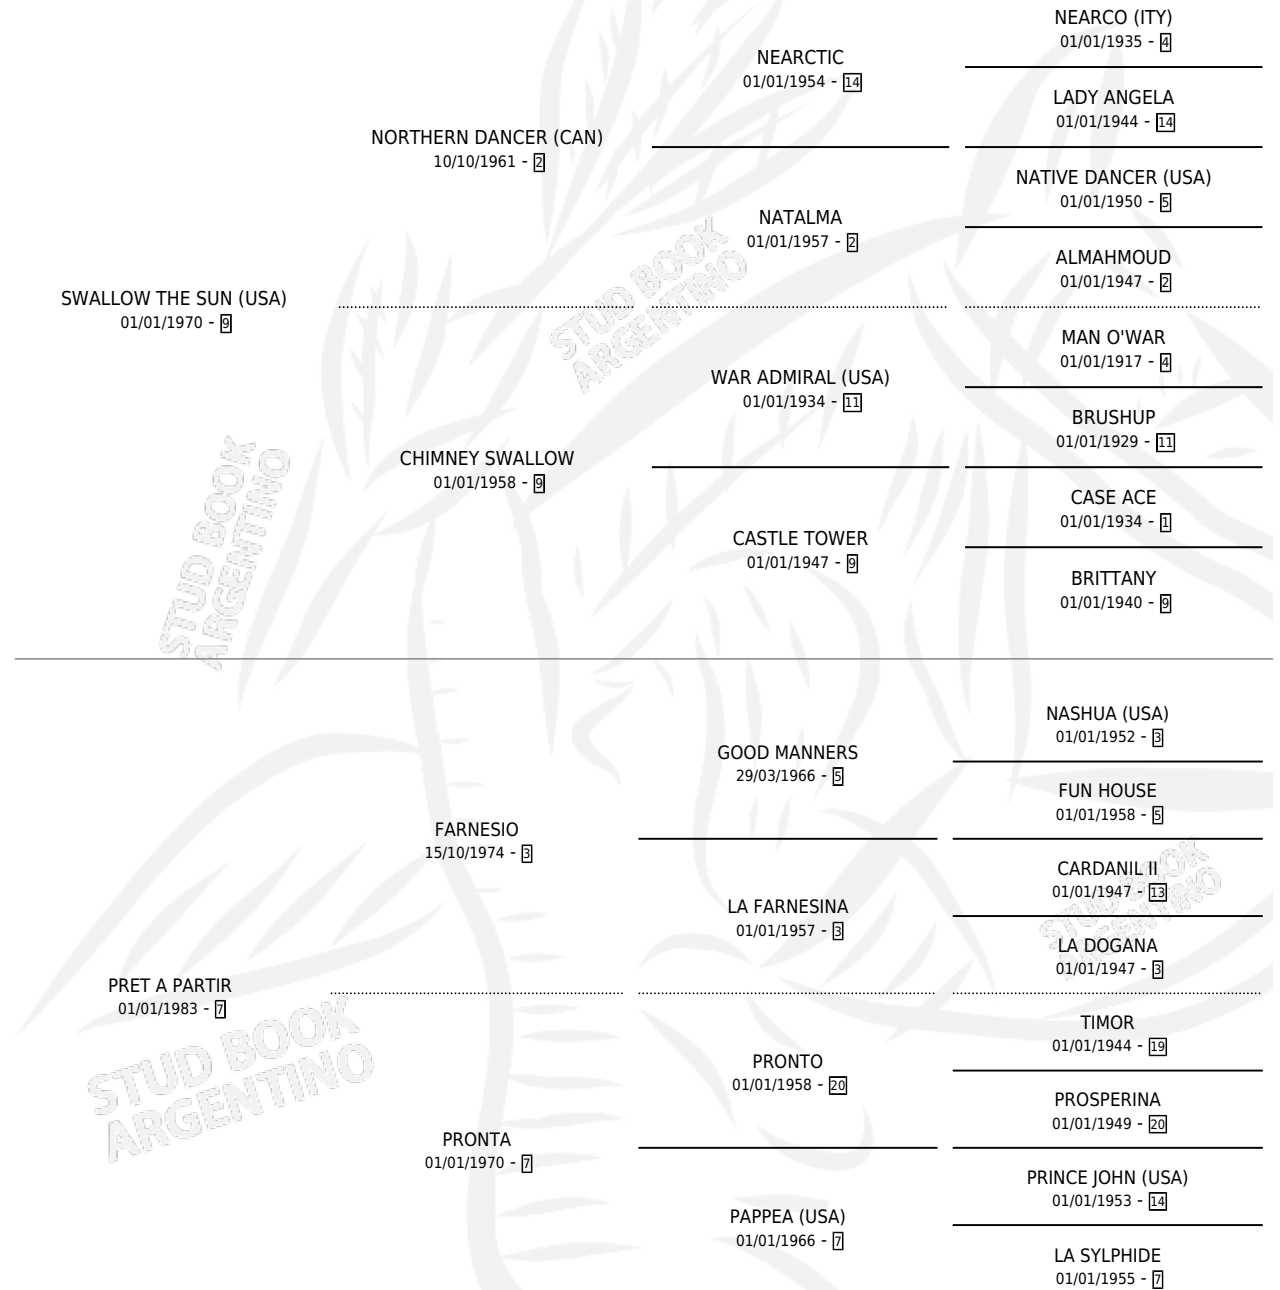 NEARCO (ITY)
01/01/1935 - 4
NEARCTIC
01/01/1954 - 14
LADY ANGELA
01/01/1944 - 14
NORTHERN DANCER (CAN)
10/10/1961 - 2
NATIVE DANCER (USA)
01/01/1950 - 5
NATALMA
01/01/1957 - 2
ALMAHMOUD
01/01/1947 - 2
SWALLOW THE SUN (USA)
01/01/1970 - 9
MAN O'WAR
01/01/1917 - 4
WAR ADMIRAL (USA)
01/01/1934 - 11
BRUSHUP
01/01/1929 - 11
CHIMNEY SWALLOW
01/01/1958 - 9
CASE ACE
01/01/1934 - 1
CASTLE TOWER
01/01/1947 - 9
BRITTANY
01/01/1940 - 9
NASHUA (USA)
01/01/1952 - 3
GOOD MANNERS
29/03/1966 - 5
FUN HOUSE
01/01/1958 - 5
FARNESIO
15/10/1974 - 3
CARDANIL II
01/01/1947 - 13
LA FARNESINA
01/01/1957 - 3
LA DOGANA
01/01/1947 - 3
PRET A PARTIR
01/01/1983 - 7
TIMOR
01/01/1944 - 19
PRONTO
01/01/1958 - 20
PROSPERINA
01/01/1949 - 20
PRONTA
01/01/1970 - 7
PRINCE JOHN (USA)
01/01/1953 - 14
PAPPEA (USA)
01/01/1966 - 7
LA SYLPHIDE
01/01/1955 - 7
STUD BOOK
ARGENTINO
STUD BOOK
ARGENTINO
STUD BOOK
ARGENTINO
STUD BOOK
ARGENTINO